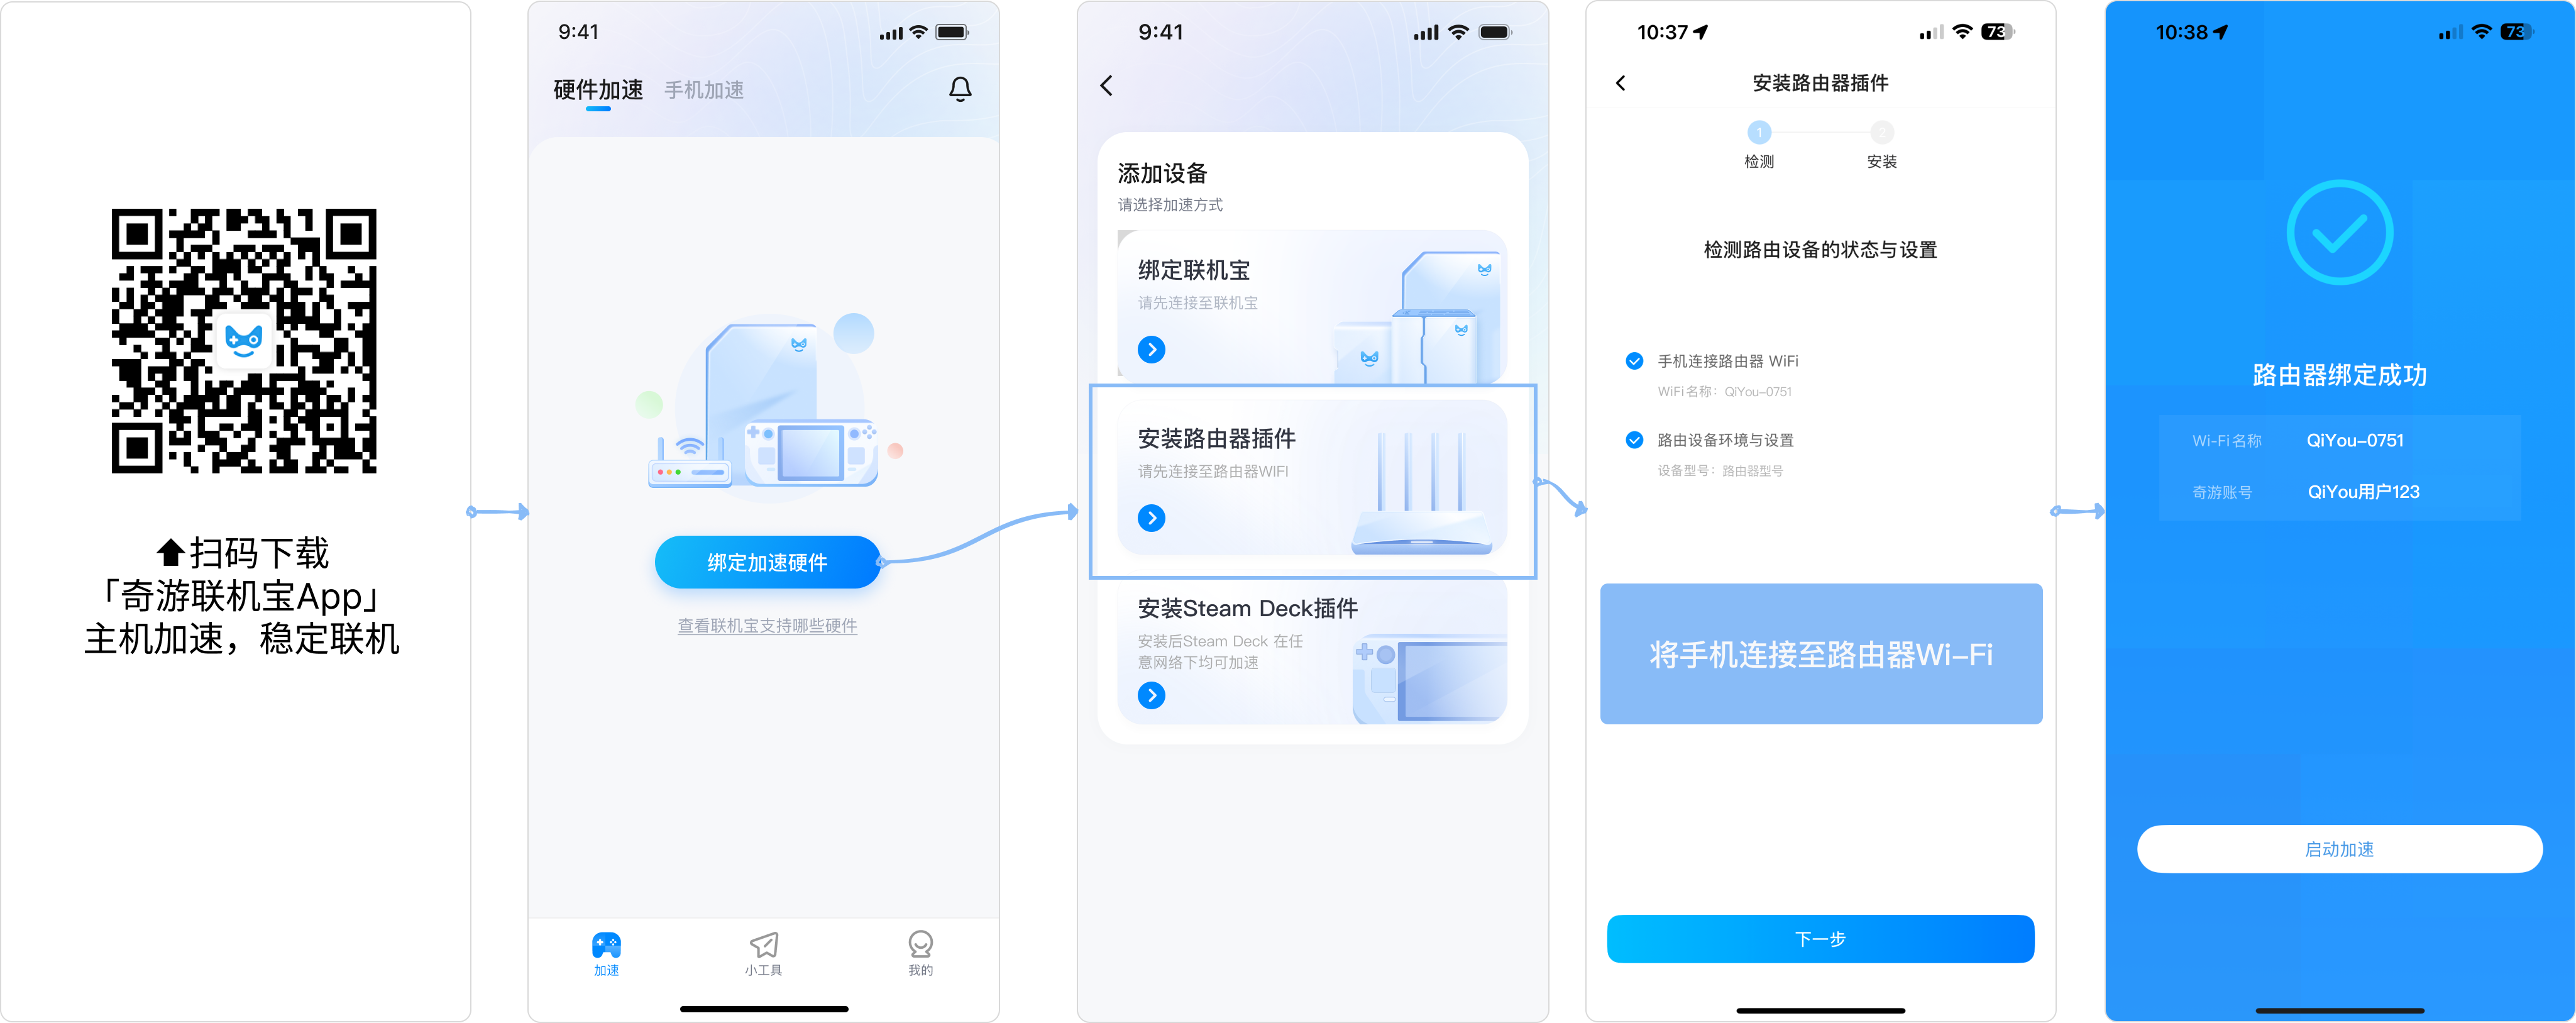 ⬆扫码下载
「奇游联机宝App」
主机加速，稳定联机
9:41
硬件加速 手机加速
绑定加速硬件
查看联机宝支持哪些硬件
加速 小工具 我的
9:41
添加设备
请选择加速方式
绑定联机宝
请先连接至联机宝
安装路由器插件
请先连接至路由器WIFI
安装Steam Deck插件
安装后Steam Deck 在任
意网络下均可加速
10:37 73
安装路由器插件
1 2
检测 安装
检测路由设备的状态与设置
手机连接路由器 WiFi
WiFi名称：QiYou-0751
路由设备环境与设置
设备型号：路由器型号
将手机连接至路由器Wi-Fi
下一步
10:38 73
路由器绑定成功
Wi-Fi名称 QiYou-0751
奇游账号 QiYou用户123
启动加速